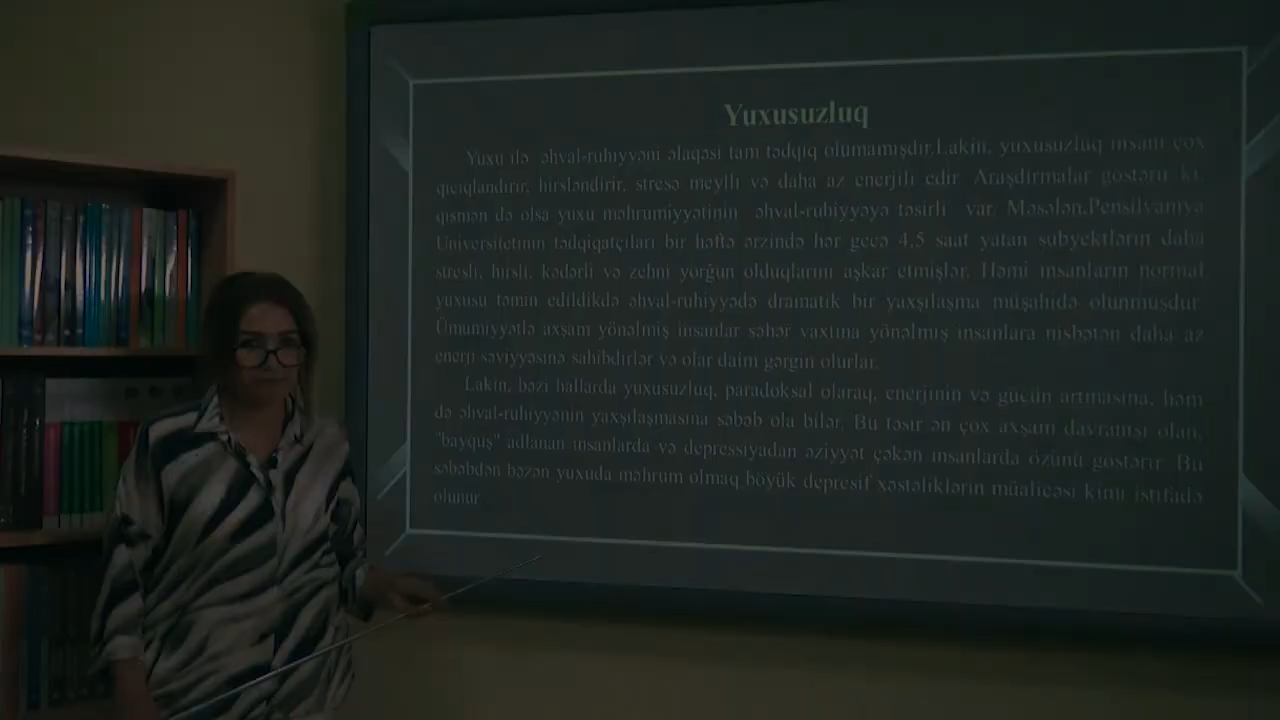 Yuxusuzluq
Yuxu ilə əhval-ruhiyyəni əlaqəsi tam tədqiq olumamışdır.Lakin, yuxusuzluq insanı çox
qıcıqlandırır, hirsləndirir, stresə meylli və daha az enerjili edir. Araşdırmalar göstərir ki,
qismən də olsa yuxu məhrumiyyətinin əhval-ruhiyyəyə təsirli var. Məsələn,Pensilvaniya
Universitetinin tədqiqatçıları bir həftə ərzində hər gecə 4,5 saat yatan subyektlərin daha
stresli, hirsli, kədərli və zehni yorğun olduqlarını aşkar etmişlər. Həmi insanların normal
yuxusu təmin edildikdə əhval-ruhiyyədə dramatik bir yaxşılaşma müşahidə olunmuşdur.
Ümumiyyətlə axşam yönəlmiş insanlar səhər vaxtına yönəlmiş insanlara nisbətən daha az
enerji səviyyəsinə sahibdirlər və olar daim gərgin olurlar.
Lakin, bəzi hallarda yuxusuzluq, paradoksal olaraq, enerjinin və gücün artmasına, həm
də əhval-ruhiyyənin yaxşılaşmasına səbəb ola bilər. Bu təsir ən çox axşam davranışı olan,
"bayquş" adlanan insanlarda və depressiyadan əziyyət çəkən insanlarda özünü göstərir. Bu
səbəbdən bəzən yuxuda məhrum olmaq böyük depresif xəstəliklərin müalicəsi kimi istifadə
olunur.